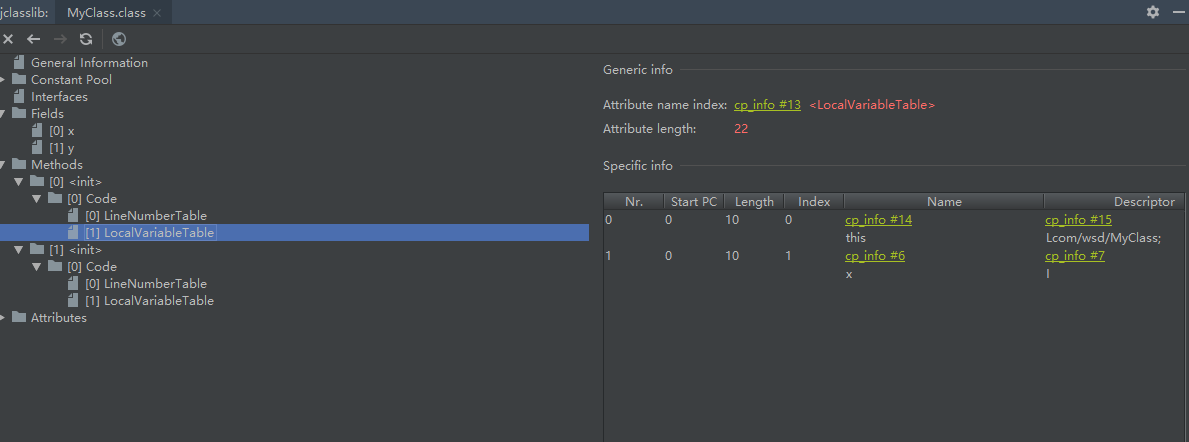 jclasslib: MyClass.class
General Information
Constant Pool
Interfaces
Fields
[0] x
[1] y
Methods
[0] <init>
[0] Code
[0] LineNumberTable
[1] LocalVariableTable
[1] <init>
[0] Code
[0] LineNumberTable
[1] LocalVariableTable
Attributes
Generic info
Attribute name index: cp_info #13 <LocalVariableTable>
Attribute length: 22
Specific info
Nr. Start PC Length Index Name Descriptor
0 0 10 0 cp_info #14 cp_info #15
this Lcom/wsd/MyClass;
1 0 10 1 cp_info #6 cp_info #7
x I